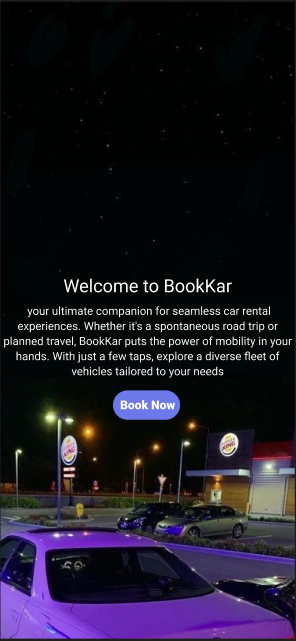 Welcome to BookKar
your ultimate companion for seamless car rental
experiences. Whether it's a spontaneous road trip or
planned travel, BookKar puts the power of mobility in your
hands. With just a few taps, explore a diverse fleet of
vehicles tailored to your needs
Book Now
KING
KING